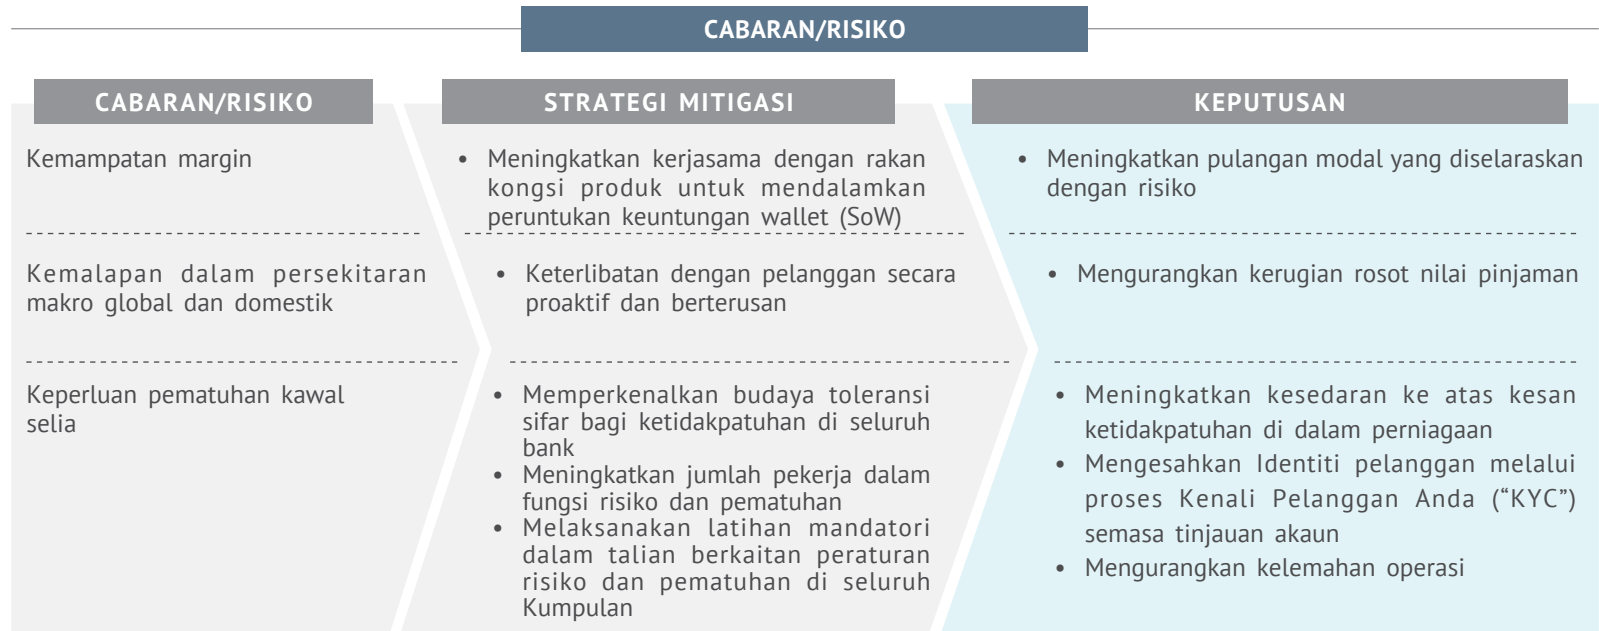 CABARAN/RISIKO
CABARAN/RISIKO
STRATEGI MITIGASI
KEPUTUSAN
Kemampatan margin
• Meningkatkan kerjasama dengan rakan
kongsi produk untuk mendalamkan
peruntukan keuntungan wallet (SoW)
• Meningkatkan pulangan modal yang diselaraskan
dengan risiko
Kemalapan dalam persekitaran
makro global dan domestik
• Keterlibatan dengan pelanggan secara
proaktif dan berterusan
• Mengurangkan kerugian rosot nilai pinjaman
Keperluan pematuhan kawal
selia
• Memperkenalkan budaya toleransi
sifar bagi ketidakpatuhan di seluruh
bank
• Meningkatkan jumlah pekerja dalam
fungsi risiko dan pematuhan
• Melaksanakan latihan mandatori
dalam talian berkaitan peraturan
risiko dan pematuhan di seluruh
Kumpulan
• Meningkatkan kesedaran ke atas kesan
ketidakpatuhan di dalam perniagaan
• Mengesahkan Identiti pelanggan melalui
proses Kenali Pelanggan Anda (“KYC”)
semasa tinjauan akaun
• Mengurangkan kelemahan operasi